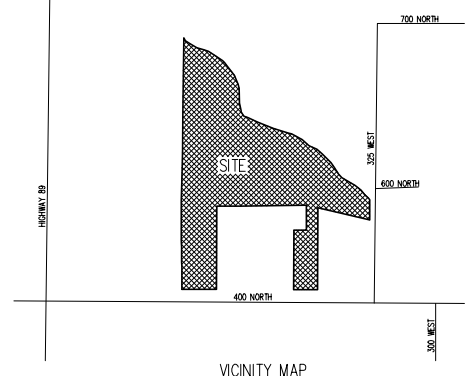 700 NORTH
325 WEST
SITE
600 NORTH
HIGHWAY 89
400 NORTH
300 WEST
VICINITY MAP